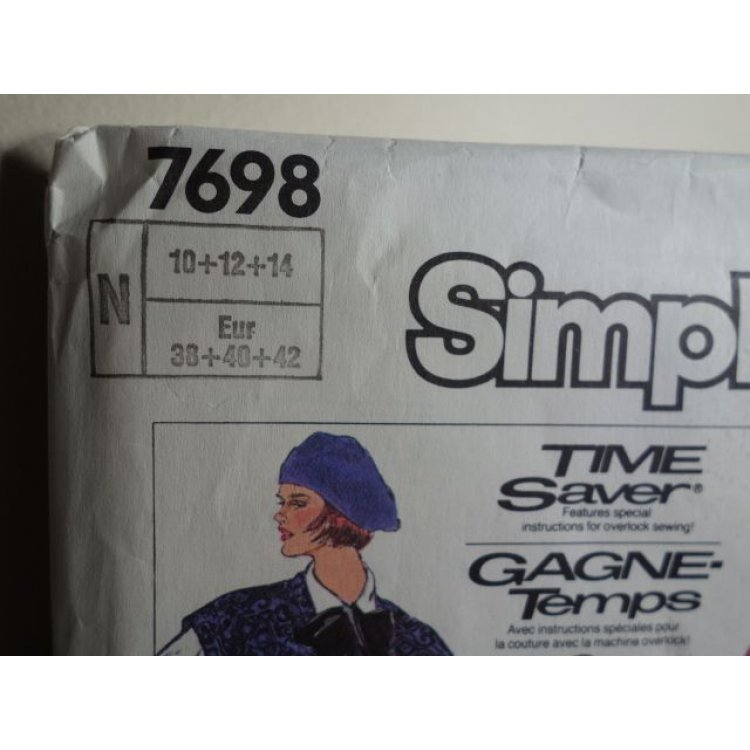 7698
N
10+12+14
Eur
38+40+42
Simpl
TIME
Saver®
Features special
instructions for overlock sewing!
GAGNE-
Temps
Avec instructions spéciales pour
la couture avec la machine overlock!